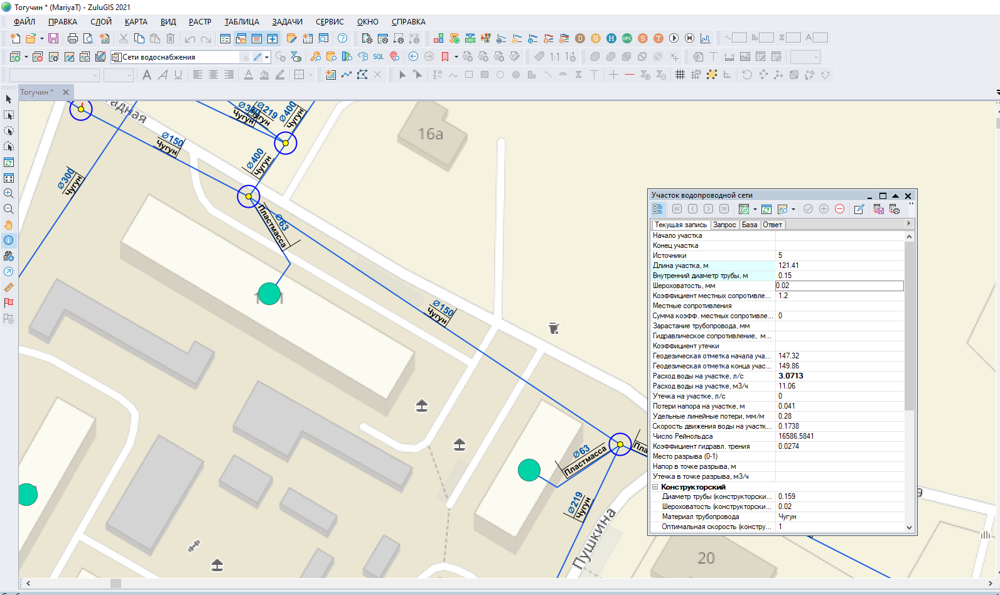 Тогучин * (MariyaT) - ZuluGIS 2021
ФАЙЛ ПРАВКА СЛОЙ КАРТА ВИД РАСТР ТАБЛИЦА ЗАДАЧИ СЕРВИС ОКНО СПРАВКА
D G H OPC S T
A
Сети водоснабжения
SQL
1:1
A A U
A
Тогучин *
адная
Ø300
Чугун
Ø219
Чугун
Ø400
Чугун
Ø150
Чугун
Ø400
Чугун
Ø300
Чугун
16а
Ø63
Пластмасса
Ø150
Чугун
Ø63
Пластмасса
Пла
Ø219
Чугун
Пушкина
20
Участок водопроводной сети
Текущая запись Запрос База Ответ
Начало участка
Конец участка
Источники 5
Длина участка, м 121.41
Внутренний диаметр трубы, м 0.15
Шероховатость, мм 0.02
Коэффициент местных сопротивле... 1.2
Местные сопротивления
Сумма коэфф. местных сопротивле... 0
Зарастание трубопровода, мм
Гидравлическое сопротивление, м...
Коэффициент утечки
Геодезическая отметка начала уча... 147.32
Геодезическая отметка конца учас... 149.86
Расход воды на участке, л/с 3.0713
Расход воды на участке, м3/ч 11.06
Утечка на участке, л/с 0
Потери напора на участке, м 0.041
Удельные линейные потери, мм/м 0.28
Скорость движения воды на участк... 0.1738
Число Рейнольдса 16586.5841
Коэффициент гидравл. трения 0.0274
Место разрыва (0-1)
Напор в точке разрыва, м
Утечка в точке разрыва, м3/ч
Конструкторский
Диаметр трубы (конструкторски... 0.159
Шероховатость (конструкторски... 0.02
Материал трубопровода Чугун
Оптимальная скорость (констру... 1